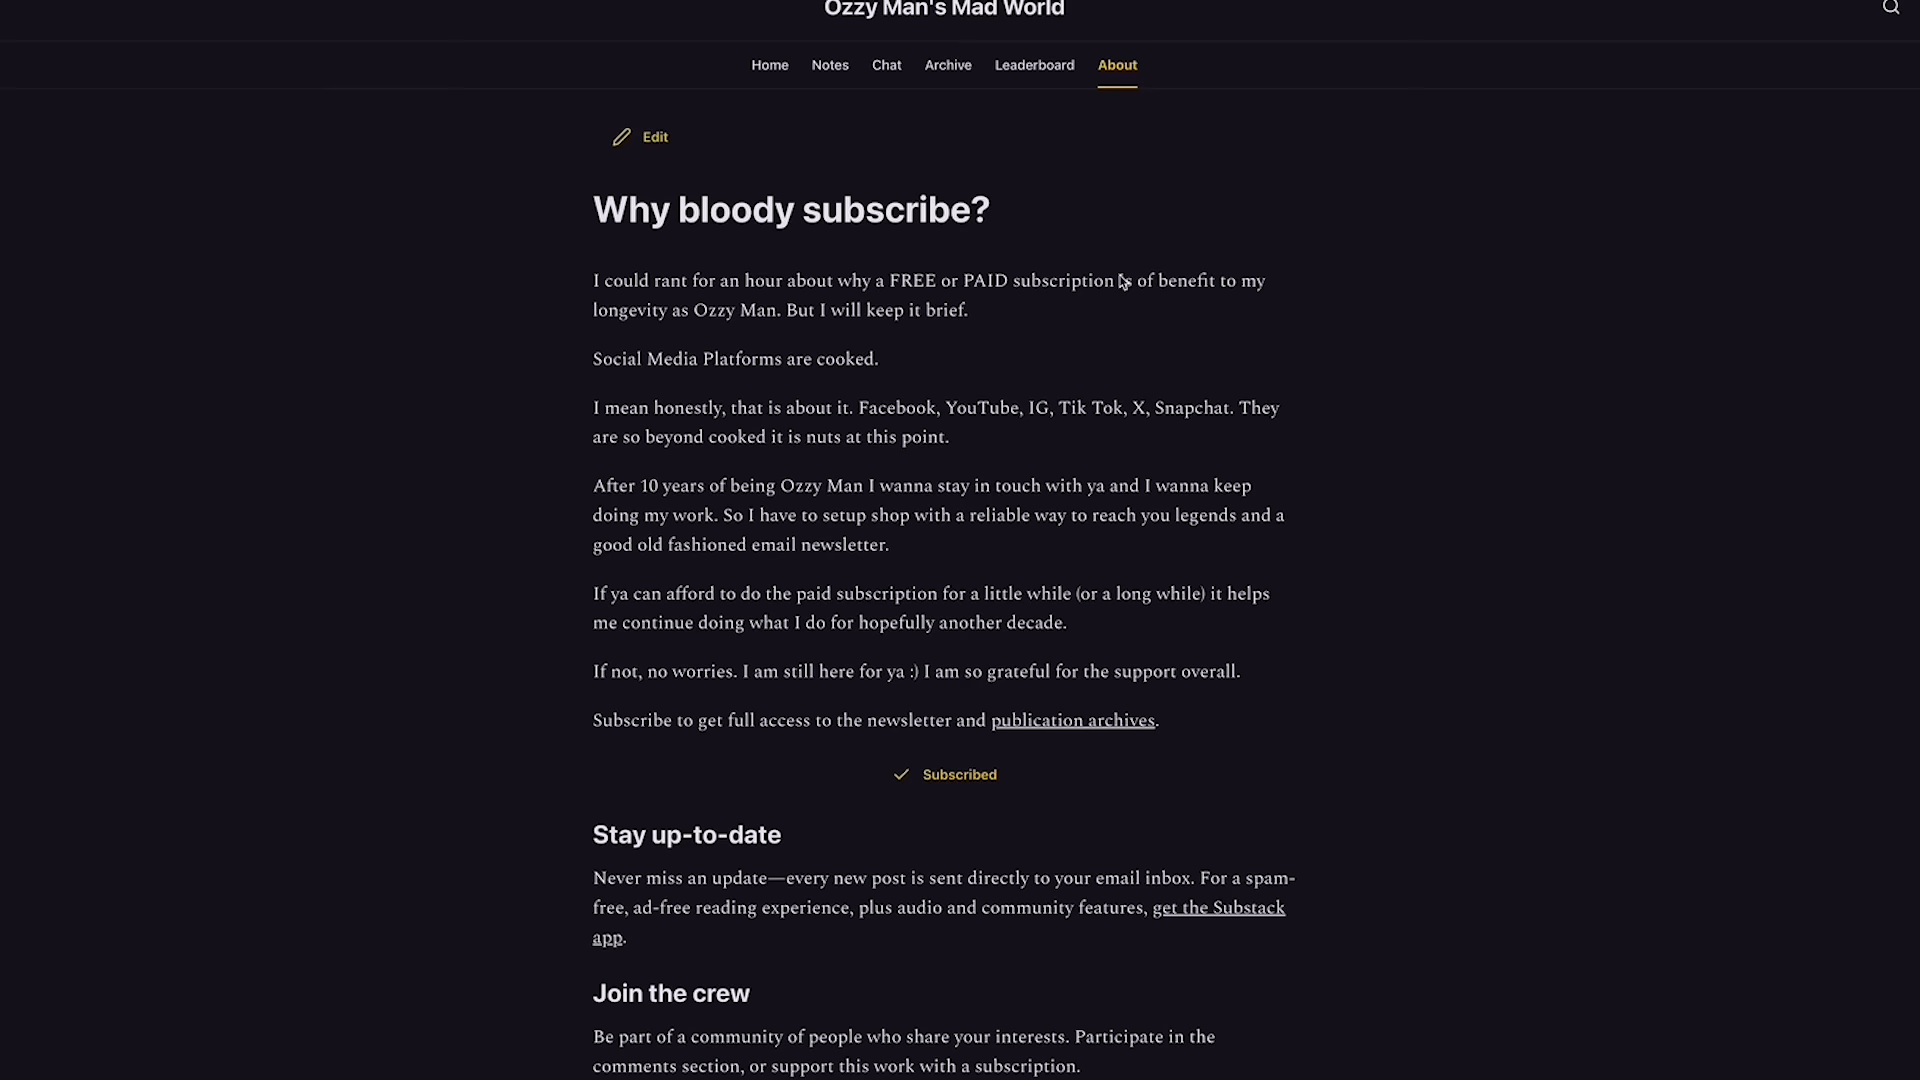 Ozzy Man's Mad World
Home Notes Chat Archive Leaderboard About
Edit
Why bloody subscribe?
I could rant for an hour about why a FREE or PAID subscription is of benefit to my
longevity as Ozzy Man. But I will keep it brief.
Social Media Platforms are cooked.
I mean honestly, that is about it. Facebook, YouTube, IG, Tik Tok, X, Snapchat. They
are so beyond cooked it is nuts at this point.
After 10 years of being Ozzy Man I wanna stay in touch with ya and I wanna keep
doing my work. So I have to setup shop with a reliable way to reach you legends and a
good old fashioned email newsletter.
If ya can afford to do the paid subscription for a little while (or a long while) it helps
me continue doing what I do for hopefully another decade.
If not, no worries. I am still here for ya :) I am so grateful for the support overall.
Subscribe to get full access to the newsletter and publication archives.
Subscribed
Stay up-to-date
Never miss an update—every new post is sent directly to your email inbox. For a spam-
free, ad-free reading experience, plus audio and community features, get the Substack
app.
Join the crew
Be part of a community of people who share your interests. Participate in the
comments section, or support this work with a subscription.